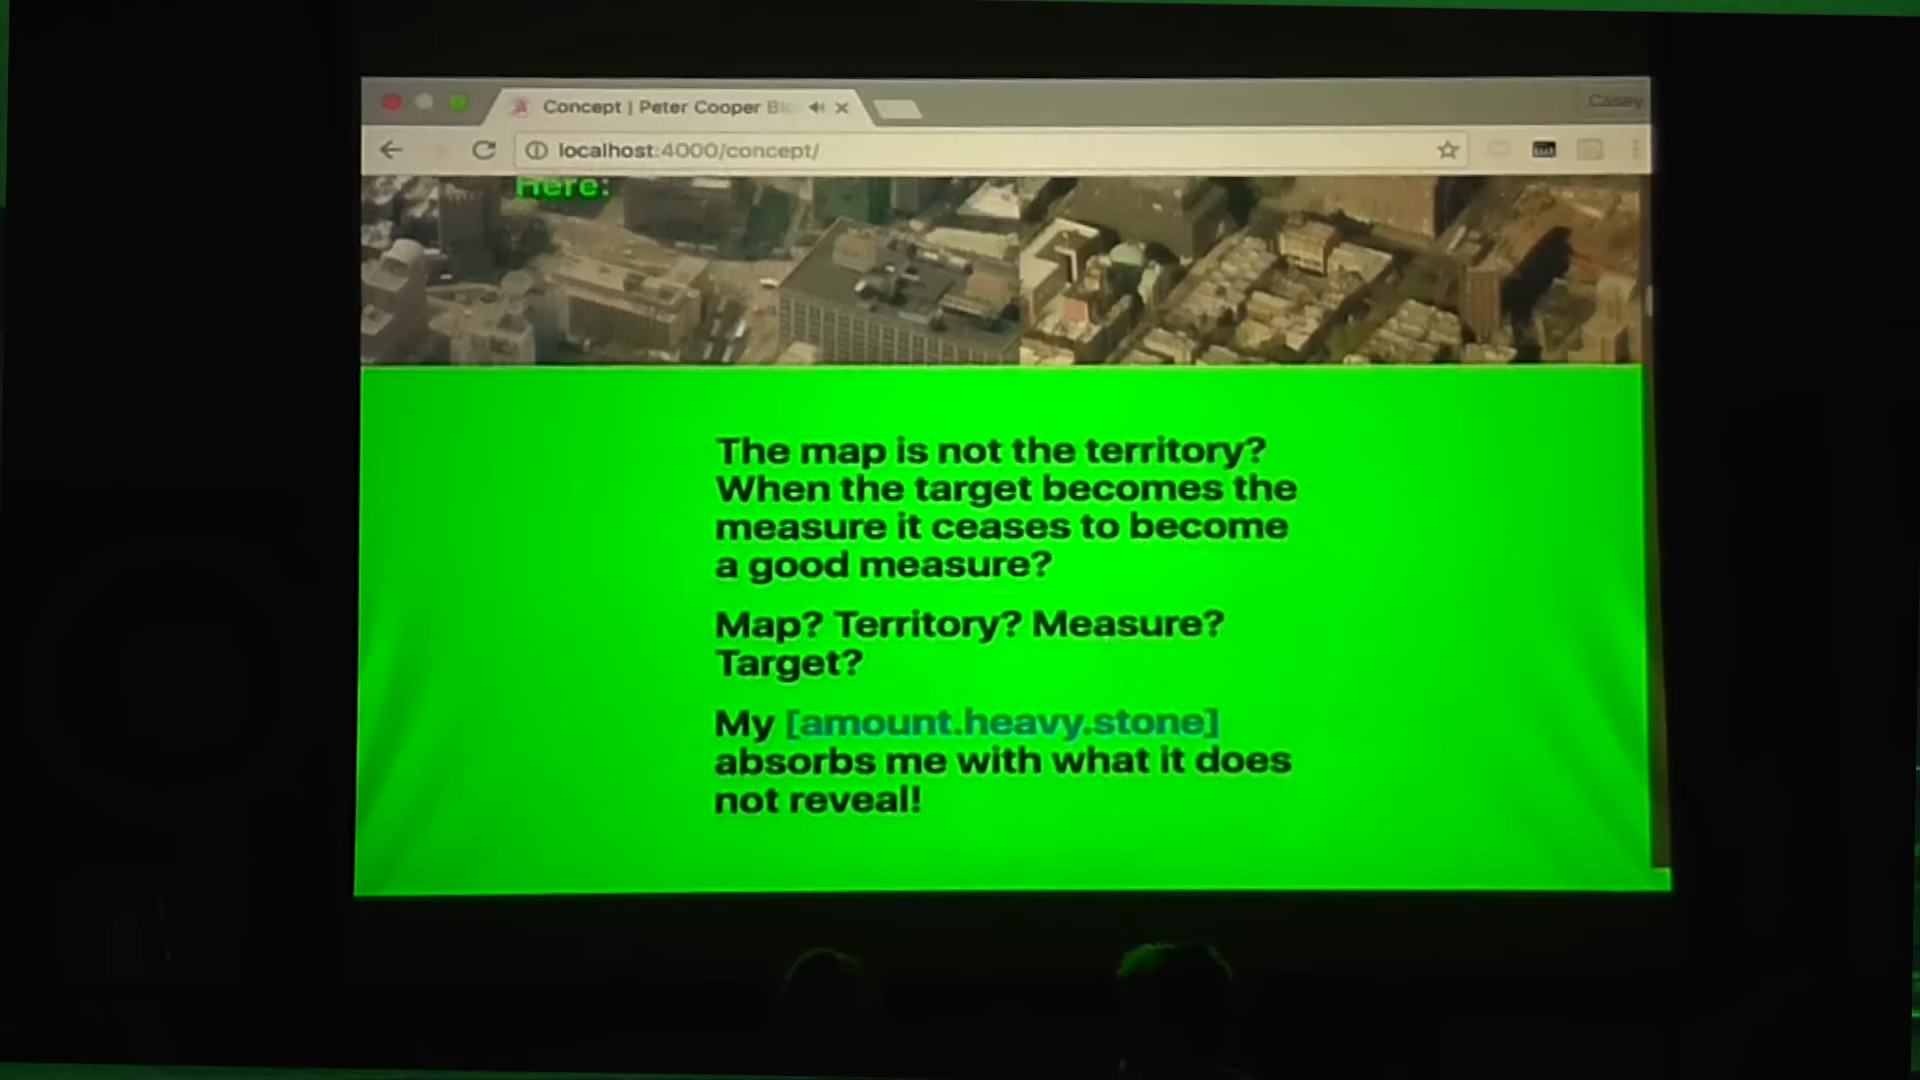 Concept | Peter Cooper
Casey
localhost:4000/concept/
Here:
The map is not the territory?
When the target becomes the
measure it ceases to become
a good measure?
Map? Territory? Measure?
Target?
My [amount.heavy.stone]
absorbs me with what it does
not reveal!